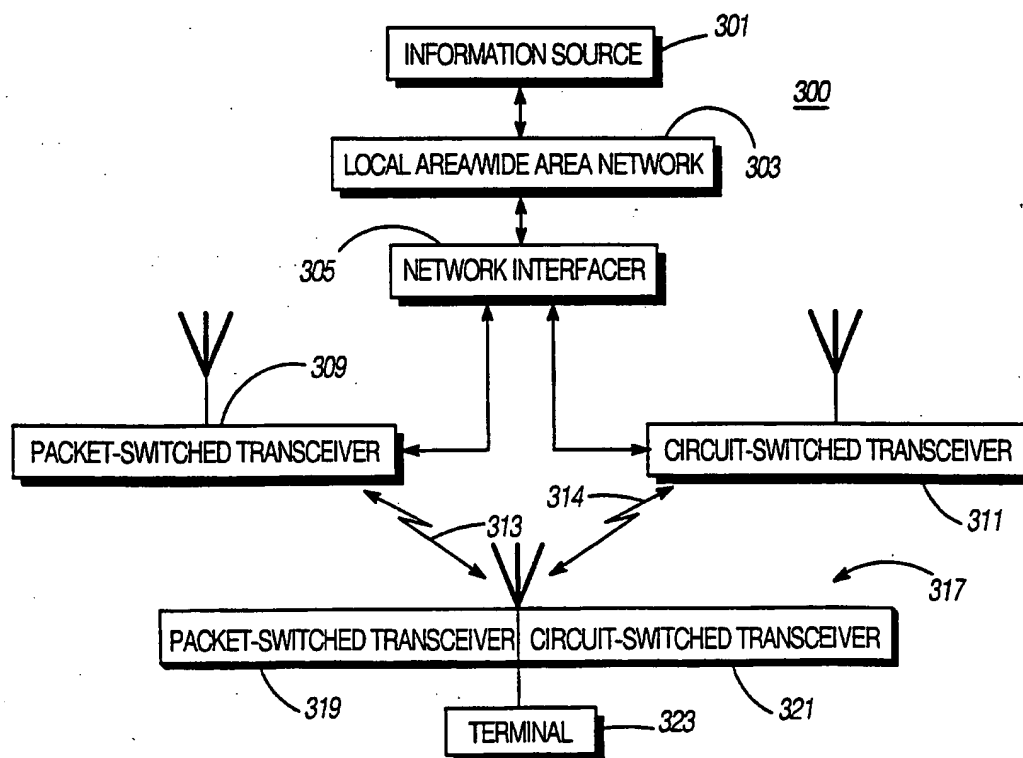 301
INFORMATION SOURCE
300
LOCAL AREA/WIDE AREA NETWORK
303
305
NETWORK INTERFACER
309
PACKET-SWITCHED TRANSCEIVER
CIRCUIT-SWITCHED TRANSCEIVER
314
313
311
317
PACKET-SWITCHED TRANSCEIVER
CIRCUIT-SWITCHED TRANSCEIVER
319
321
TERMINAL
323